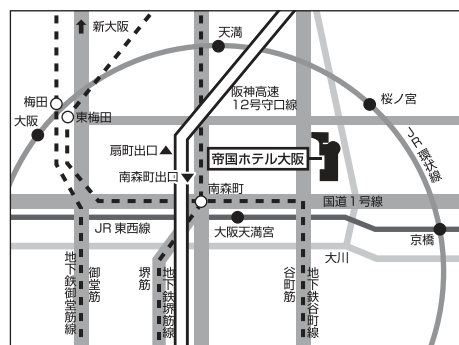 新大阪
天満
阪神高速
12号守口線
梅田
東梅田
大阪
桜ノ宮
JR環状線
扇町出口
帝国ホテル大阪
南森町出口
南森町
国道1号線
JR東西線
大阪天満宮
京橋
大川
地下鉄御堂筋線
御堂筋
堺筋
地下鉄堺筋線
谷町筋
地下鉄谷町線